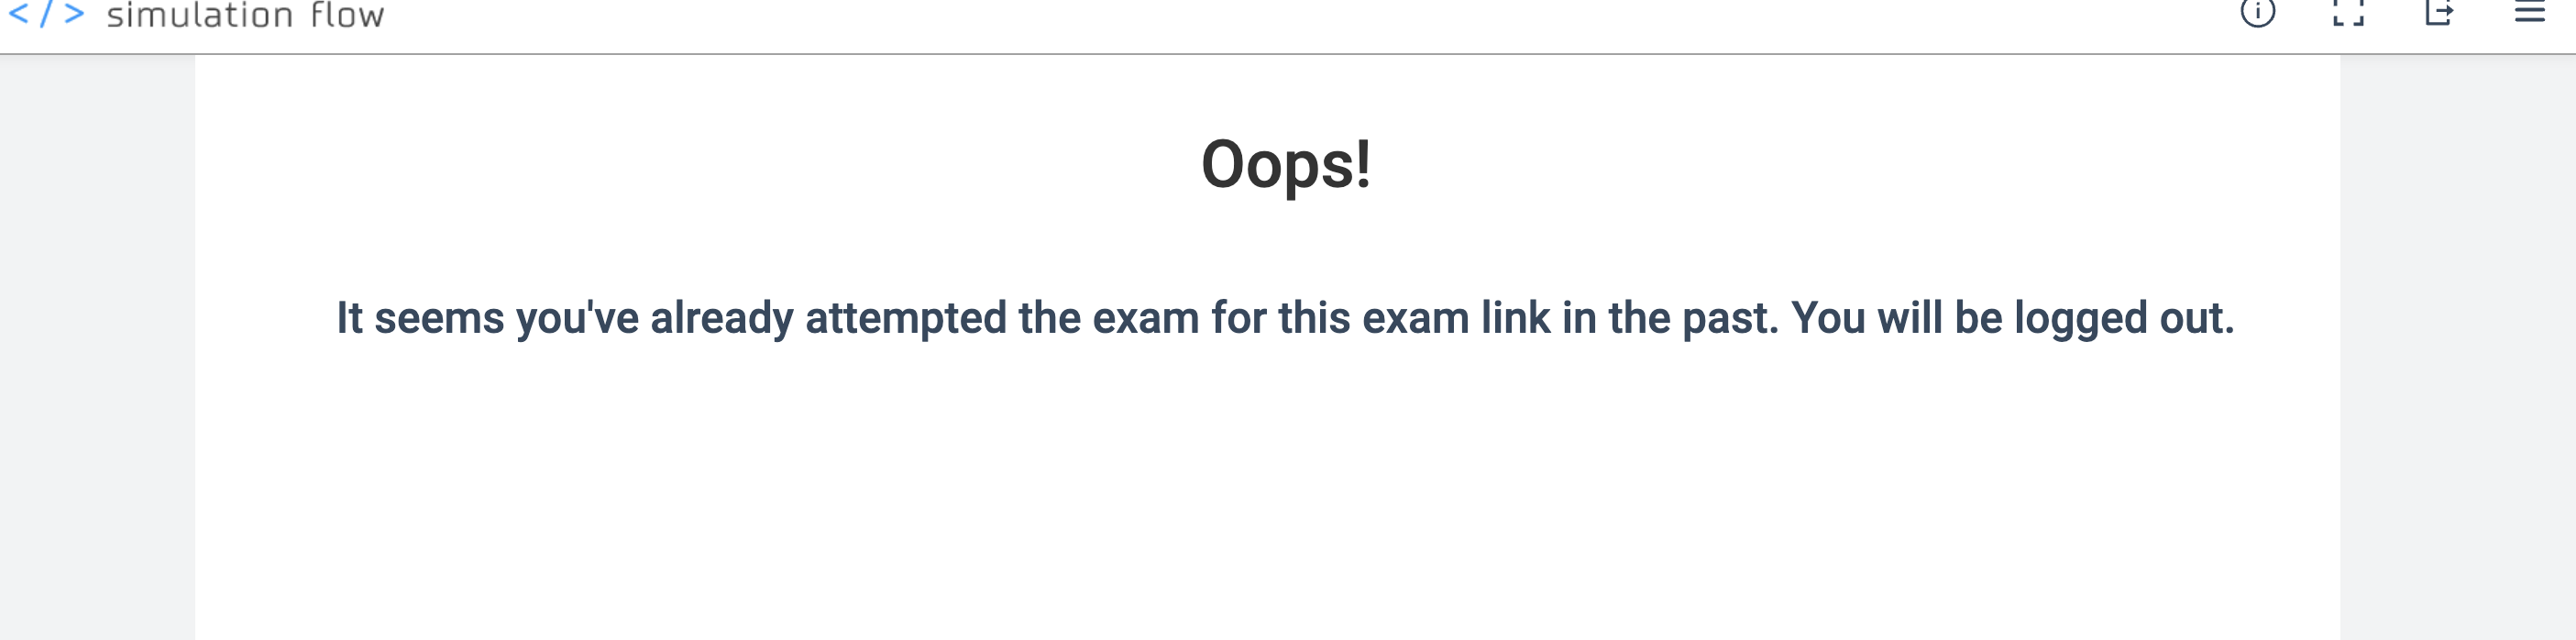 </> simulation flow
Oops!
It seems you've already attempted the exam for this exam link in the past. You will be logged out.